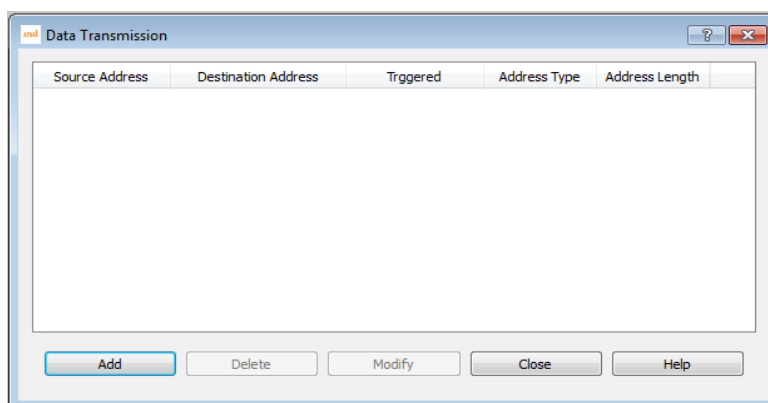 Data Transmission
Source Address Destination Address Trggered Address Type Address Length
Add Delete Modify Close Help